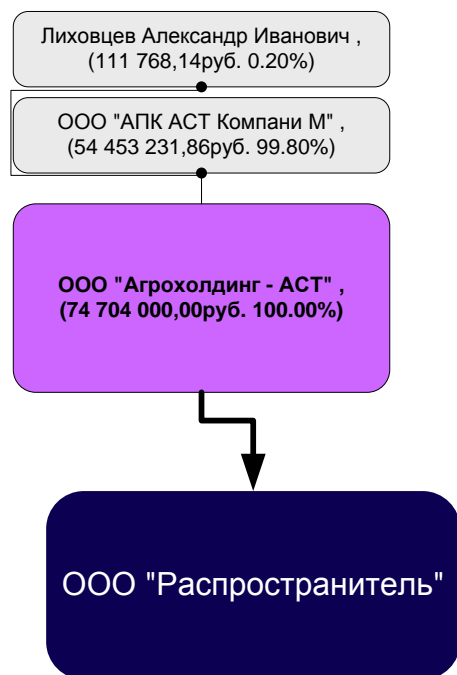 Лиховцев Александр Иванович ,
(111 768,14руб. 0.20%)
ООО "АПК АСТ Компани М" ,
(54 453 231,86руб. 99.80%)
ООО "Агрохолдинг - АСТ" ,
(74 704 000,00руб. 100.00%)
ООО "Распространитель"